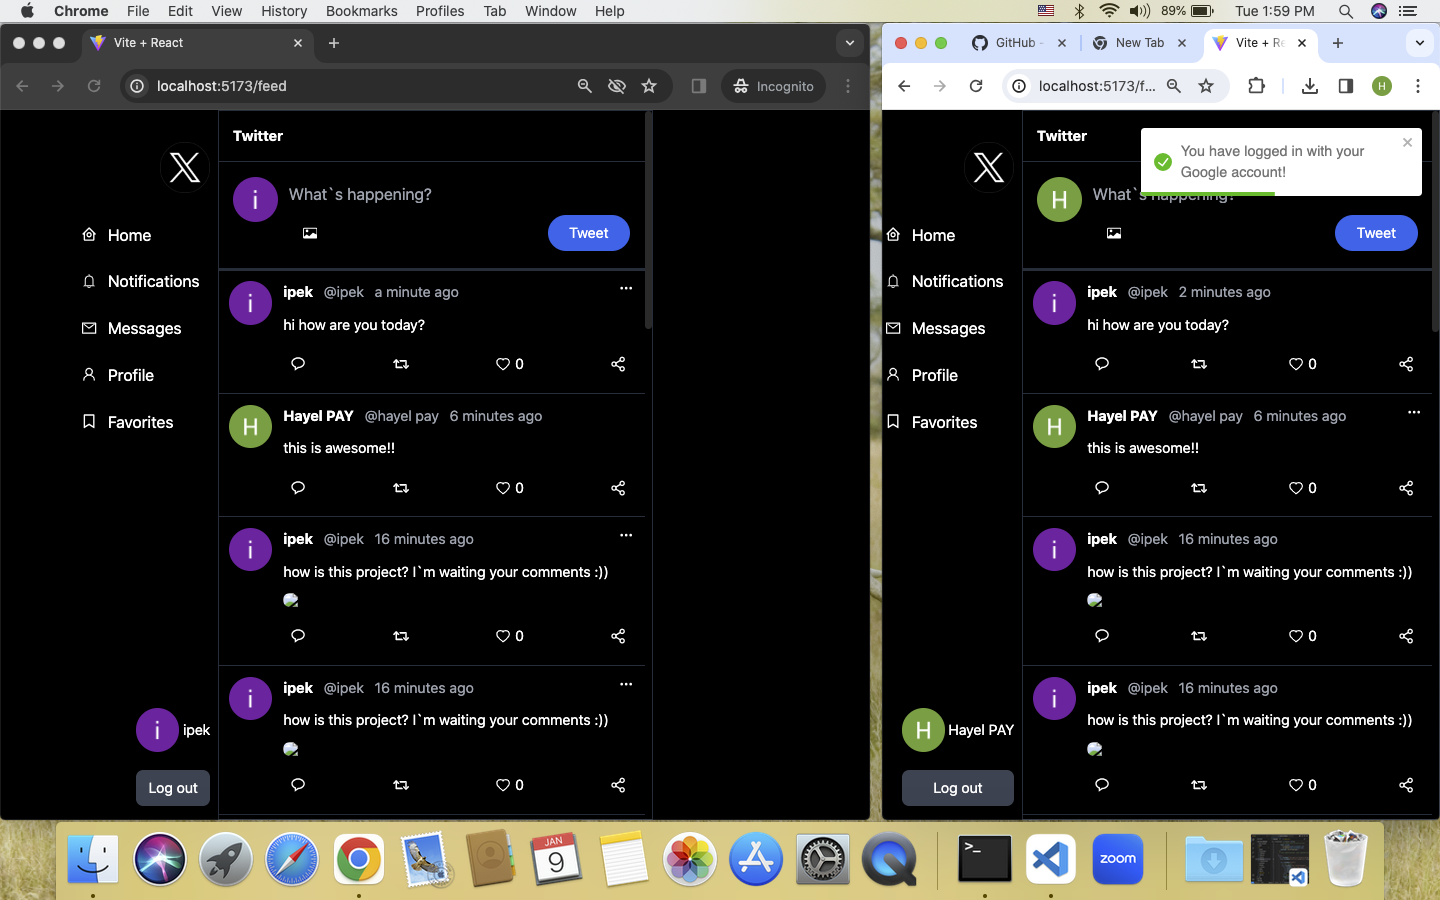 Chrome File Edit View History Bookmarks Profiles Tab Window Help 89% Tue 1:59 PM
Vite + React
localhost:5173/feed Incognito
Twitter
i What`s happening?
Tweet
Home
Notifications
Messages
Profile
Favorites
i ipek @ipek a minute ago
hi how are you today?
0
H Hayel PAY @hayel pay 6 minutes ago
this is awesome!!
0
i ipek @ipek 16 minutes ago
how is this project? I`m waiting your comments :))
0
i ipek @ipek 16 minutes ago
how is this project? I`m waiting your comments :))
0
i ipek
Log out
GitHub - New Tab Vite + Re
localhost:5173/f... H
Twitter
You have logged in with your
Google account!
H What`s happening?
Tweet
Home
Notifications
Messages
Profile
Favorites
i ipek @ipek 2 minutes ago
hi how are you today?
0
H Hayel PAY @hayel pay 6 minutes ago
this is awesome!!
0
i ipek @ipek 16 minutes ago
how is this project? I`m waiting your comments :))
0
i ipek @ipek 16 minutes ago
how is this project? I`m waiting your comments :))
0
H Hayel PAY
Log out
JAN
9
>_
zoom